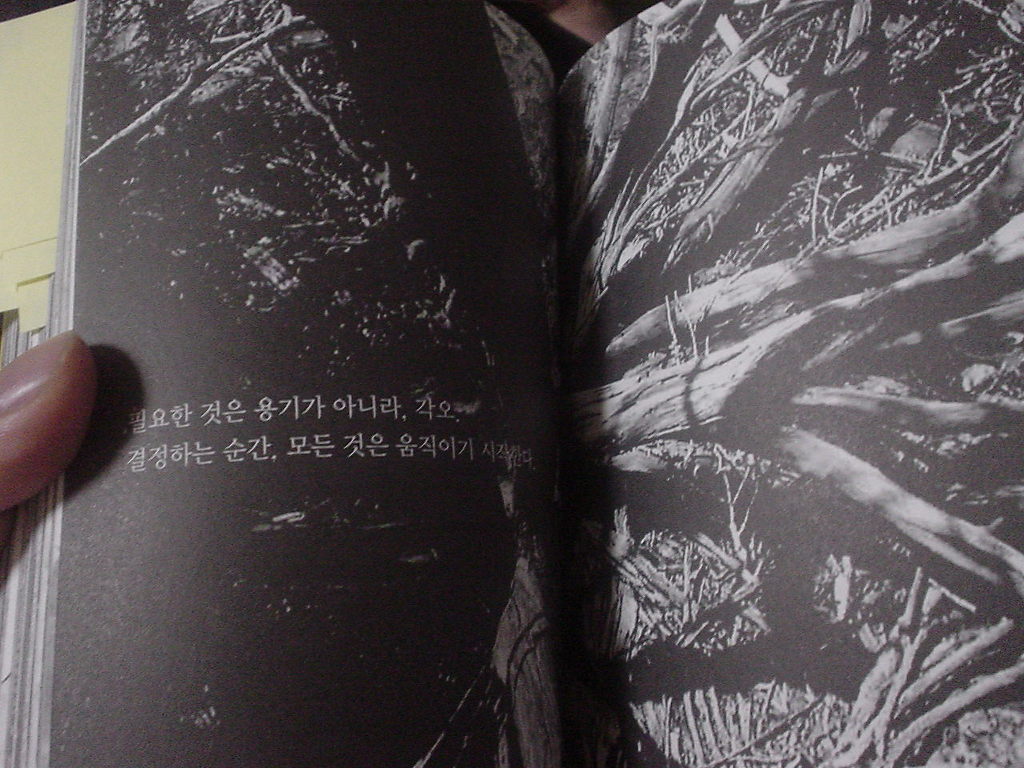 필요한 것은 용기가 아니라, 각오.
결정하는 순간, 모든 것은 움직이기 시작한다.